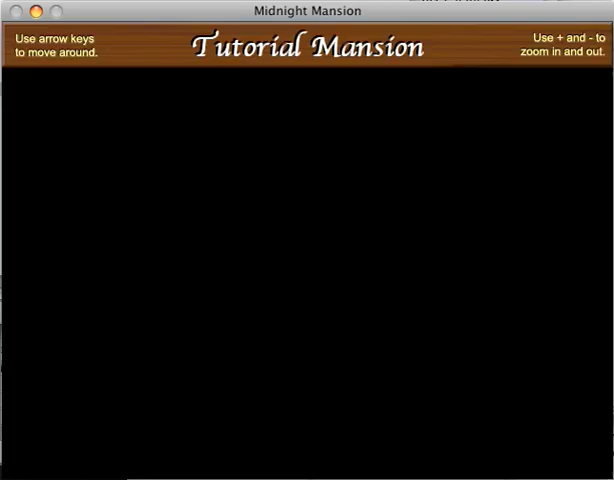 Midnight Mansion
Use arrow keys
to move around.
Tutorial Mansion
Use + and - to
zoom in and out.